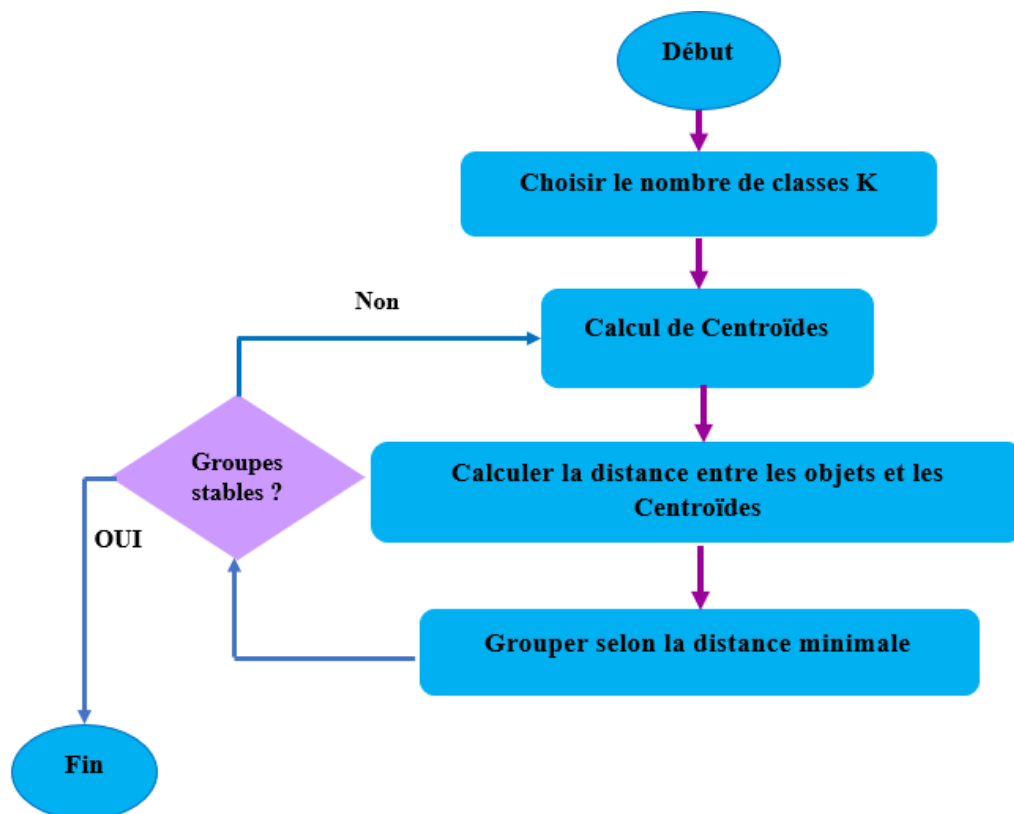 Début
Choisir le nombre de classes K
Non
Calcul de Centroïdes
Groupes
stables ?
Calculer la distance entre les objets et les
Centroïdes
OUI
Grouper selon la distance minimale
Fin